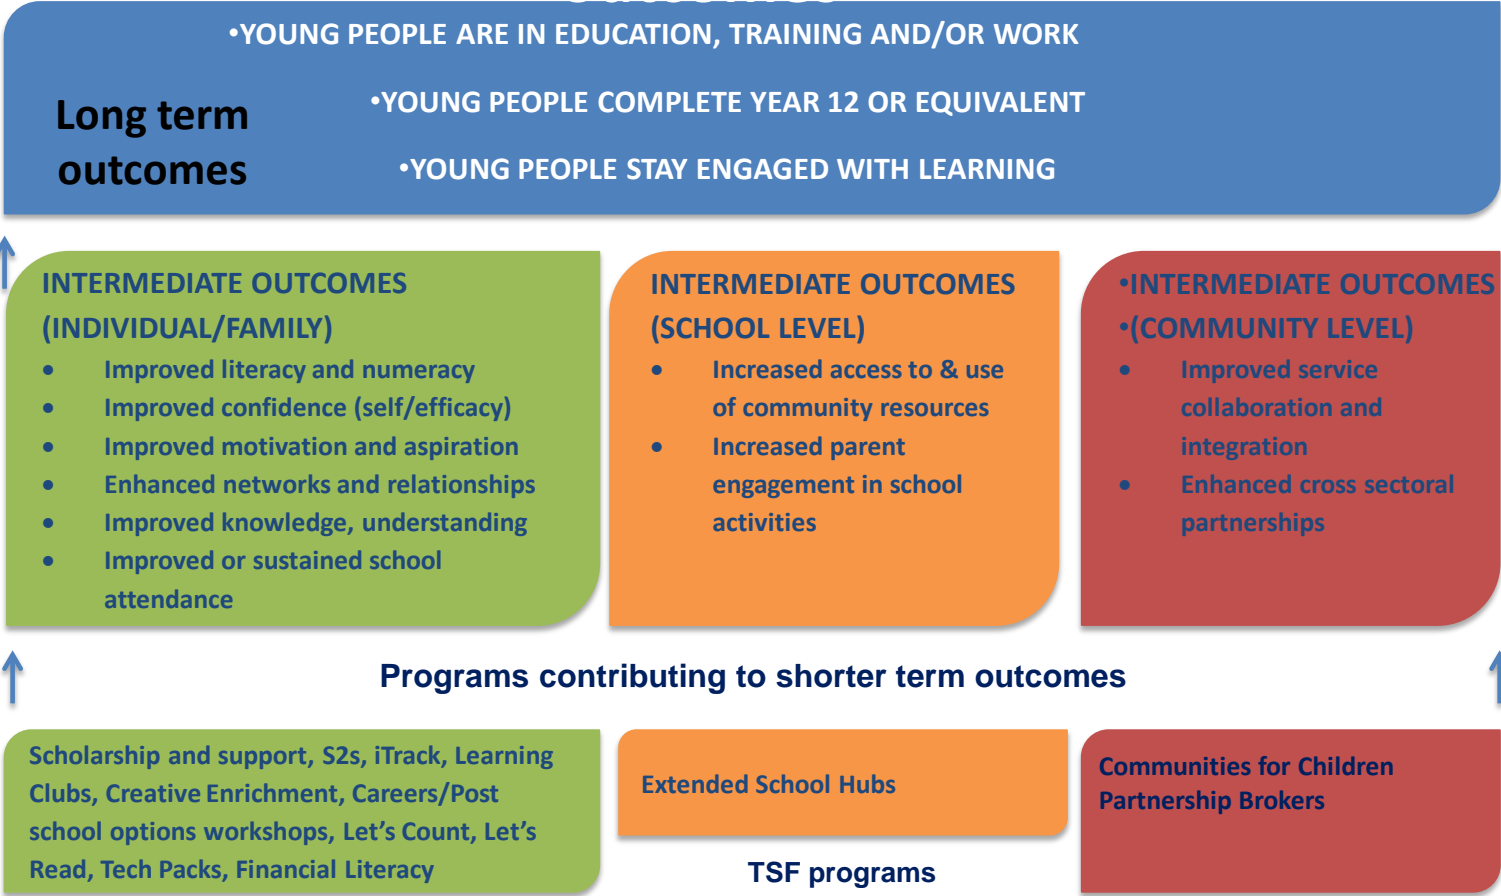 •YOUNG PEOPLE ARE IN EDUCATION, TRAINING AND/OR WORK
•YOUNG PEOPLE COMPLETE YEAR 12 OR EQUIVALENT
•YOUNG PEOPLE STAY ENGAGED WITH LEARNING
Long term
outcomes
INTERMEDIATE OUTCOMES
(INDIVIDUAL/FAMILY)
• Improved literacy and numeracy
• Improved confidence (self/efficacy)
• Improved motivation and aspiration
• Enhanced networks and relationships
• Improved knowledge, understanding
• Improved or sustained school
attendance
INTERMEDIATE OUTCOMES
(SCHOOL LEVEL)
• Increased access to & use
of community resources
• Increased parent
engagement in school
activities
•INTERMEDIATE OUTCOMES
•(COMMUNITY LEVEL)
• Improved service
collaboration and
integration
• Enhanced cross sectoral
partnerships
Programs contributing to shorter term outcomes
Scholarship and support, S2s, iTrack, Learning
Clubs, Creative Enrichment, Careers/Post
school options workshops, Let’s Count, Let’s
Read, Tech Packs, Financial Literacy
Extended School Hubs
TSF programs
Communities for Children
Partnership Brokers